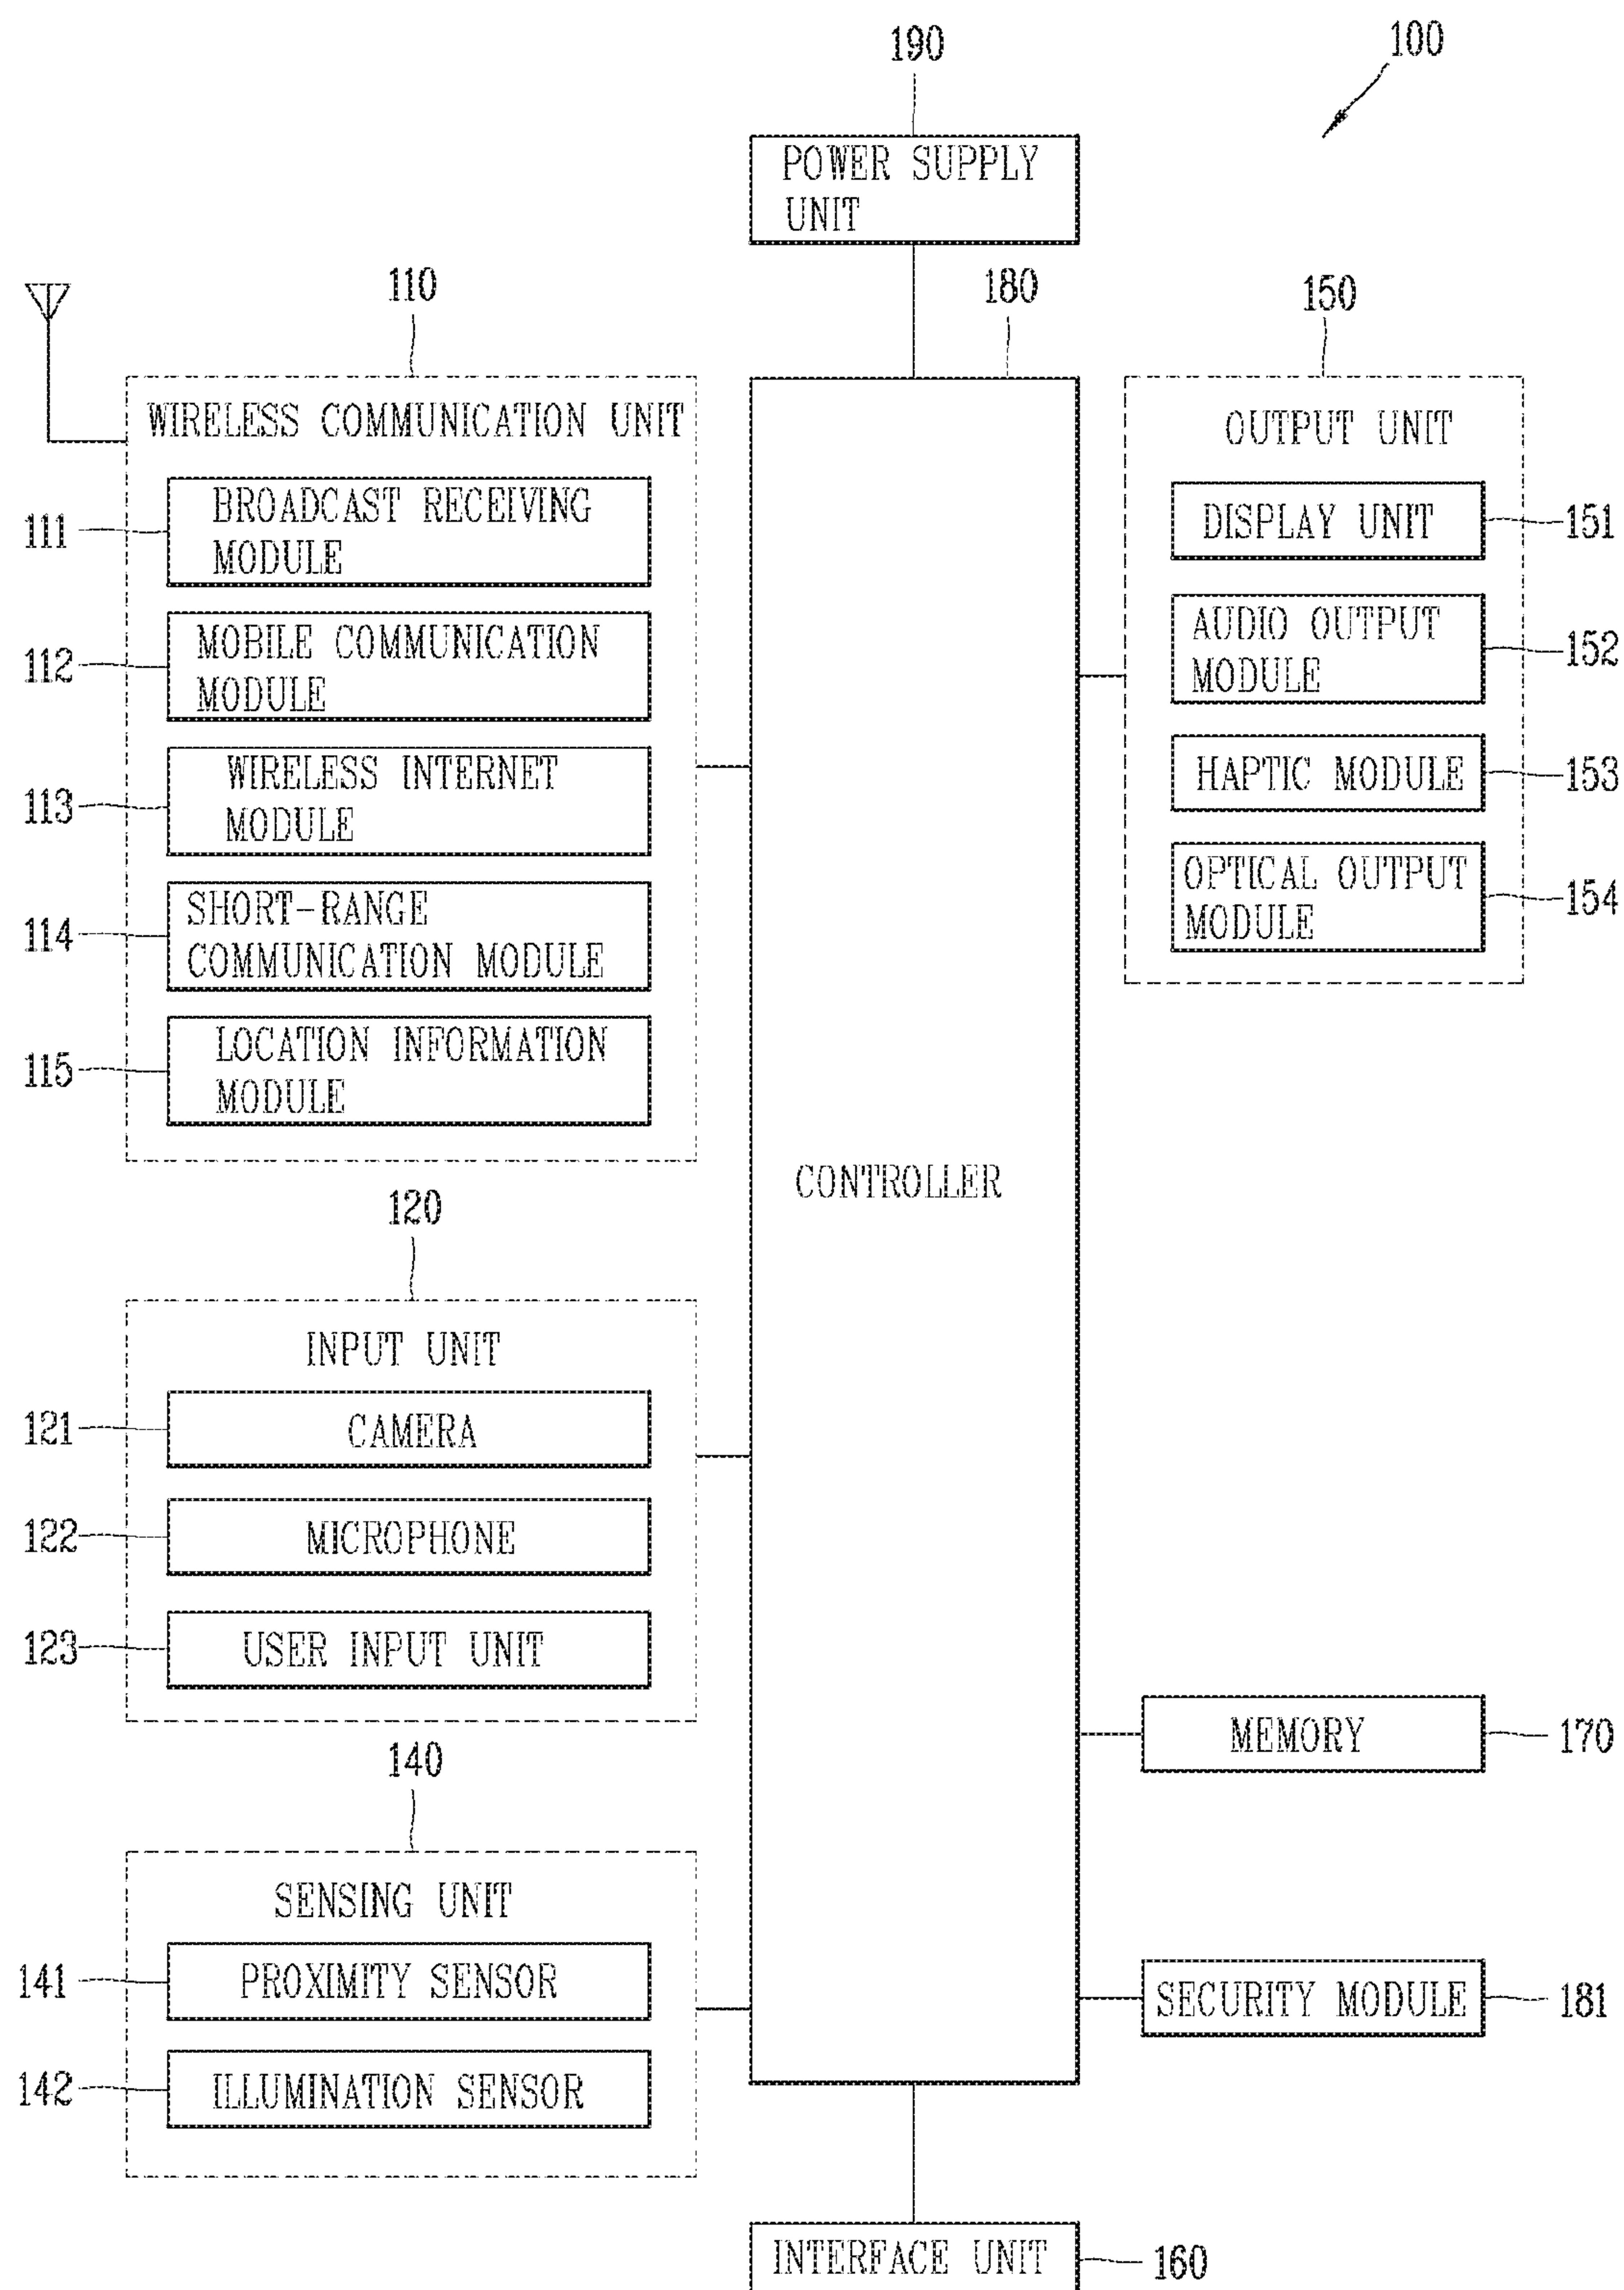 190
100
POWER SUPPLY
UNIT
110
180
150
WIRELESS COMMUNICATION UNIT
111
BROADCAST RECEIVING
MODULE
112
MOBILE COMMUNICATION
MODULE
113
WIRELESS INTERNET
MODULE
114
SHORT-RANGE
COMMUNICATION MODULE
115
LOCATION INFORMATION
MODULE
120
INPUT UNIT
121
CAMERA
122
MICROPHONE
123
USER INPUT UNIT
140
SENSING UNIT
141
PROXIMITY SENSOR
142
ILLUMINATION SENSOR
CONTROLLER
OUTPUT UNIT
DISPLAY UNIT
151
AUDIO OUTPUT
MODULE
152
HAPTIC MODULE
153
OPTICAL OUTPUT
MODULE
154
MEMORY
170
SECURITY MODULE
181
INTERFACE UNIT
160